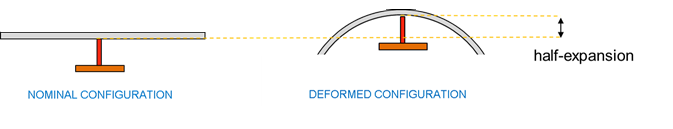 half-expansion
NOMINAL CONFIGURATION
DEFORMED CONFIGURATION